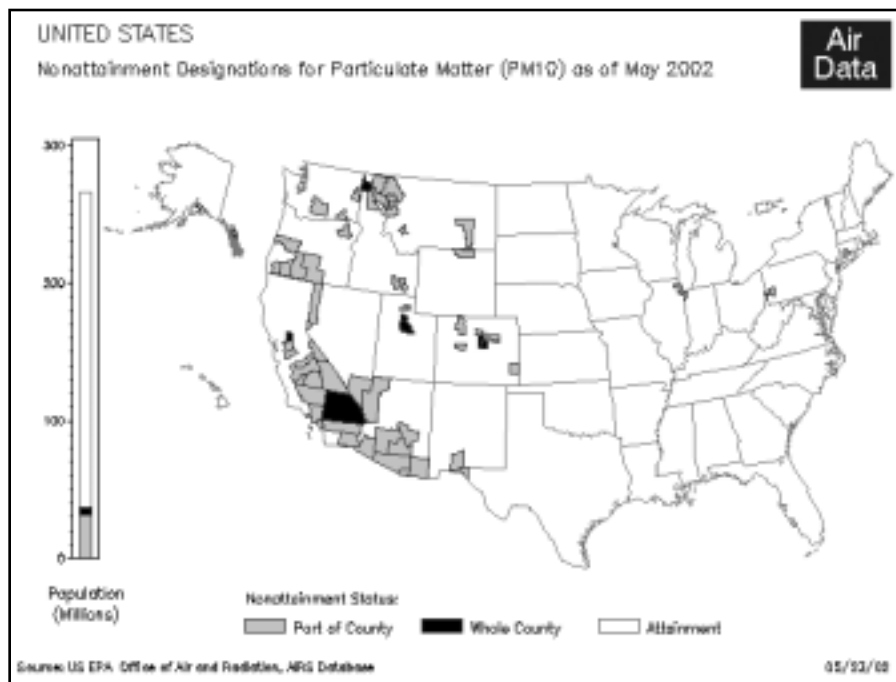 UNITED STATES
Nonattainment Designations for Particulate Matter (PM10) as of May 2002
Air
Data
300
200
100
0
Population
(Millions)
Nonattainment Status:
Part of County
Whole County
Attainment
Source: US EPA Office of Air and Radiation, AIRS Database